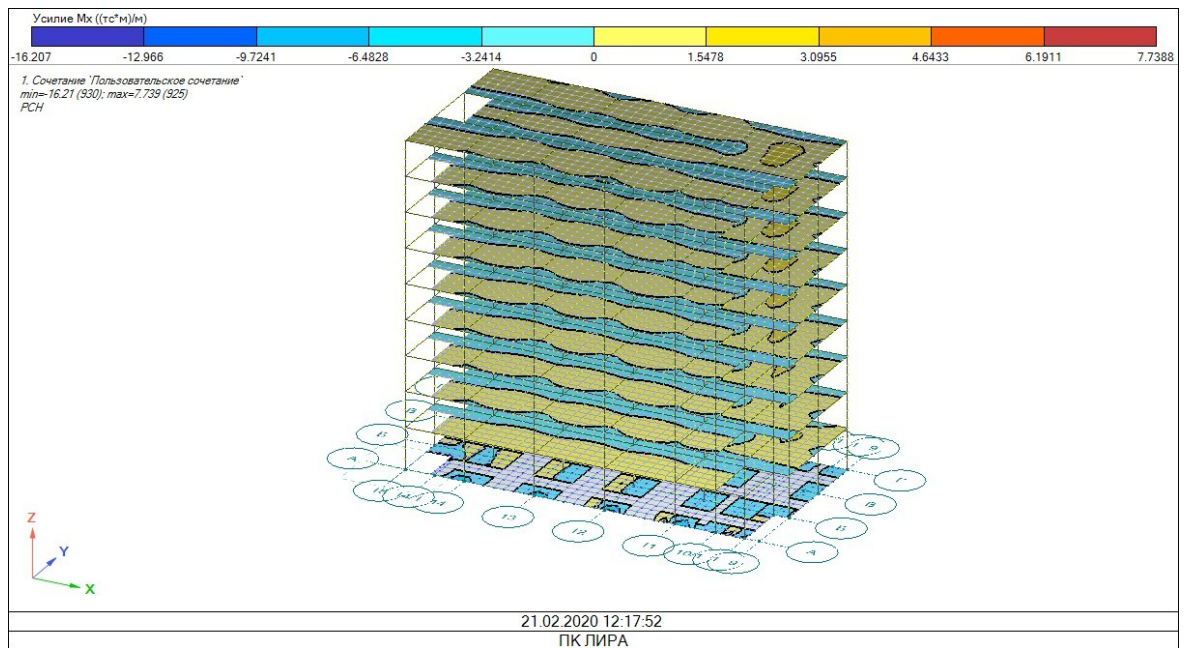 Усилие Mx ((тс*м)/м)
-16.207 -12.966 -9.7241 -6.4828 -3.2414 0 1.5478 3.0955 4.6433 6.1911 7.7388
1. Сочетание 'Пользовательское сочетание'
min=-16.21 (930); max=7.739 (925)
РСН
В
Б
А
13
12
11
9
9
Г
В
Б
А
Z
Y
X
21.02.2020 12:17:52
ПК ЛИРА